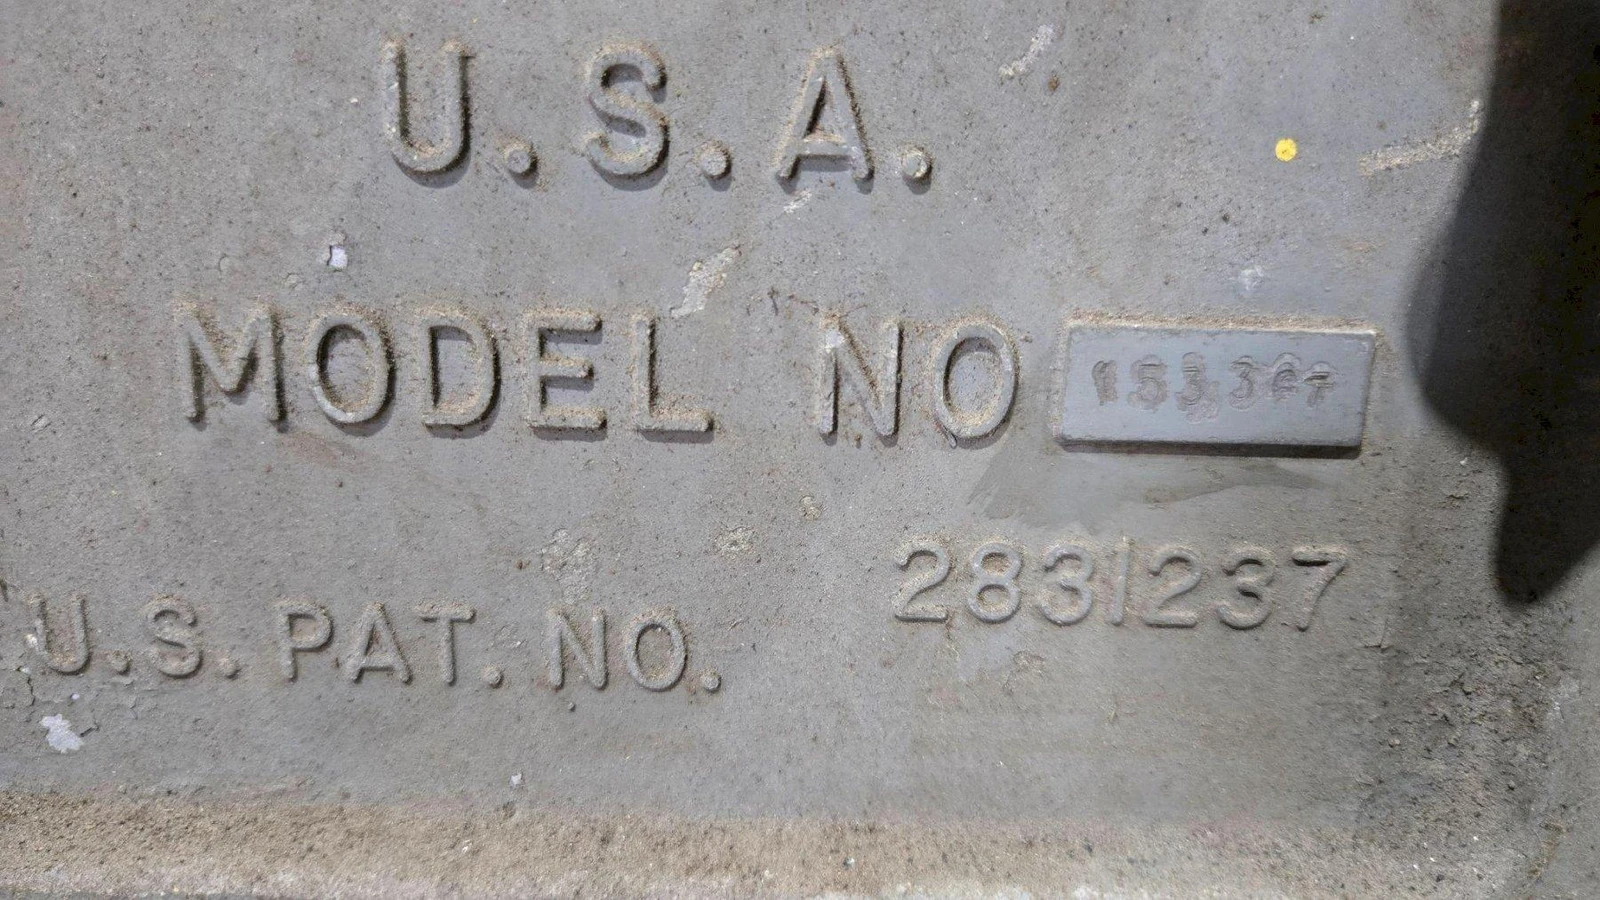 U.S.A.
MODEL NO
U.S. PAT. NO. 2831237